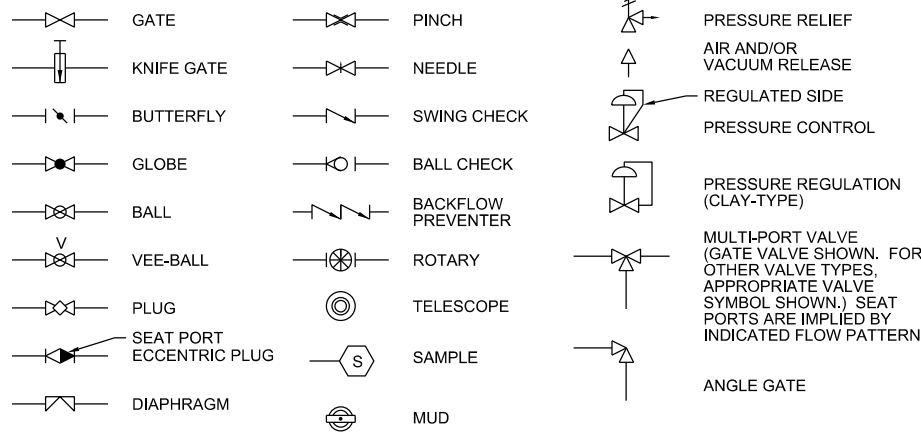 GATE
KNIFE GATE
BUTTERFLY
GLOBE
BALL
V
VEE-BALL
PLUG
SEAT PORT
ECCENTRIC PLUG
DIAPHRAGM
PINCH
NEEDLE
SWING CHECK
BALL CHECK
BACKFLOW
PREVENTER
ROTARY
TELESCOPE
S
SAMPLE
MUD
PRESSURE RELIEF
AIR AND/OR
VACUUM RELEASE
REGULATED SIDE
PRESSURE CONTROL
PRESSURE REGULATION
(CLAY-TYPE)
MULTI-PORT VALVE
(GATE VALVE SHOWN. FOR
OTHER VALVE TYPES,
APPROPRIATE VALVE
SYMBOL SHOWN.) SEAT
PORTS ARE IMPLIED BY
INDICATED FLOW PATTERN
ANGLE GATE